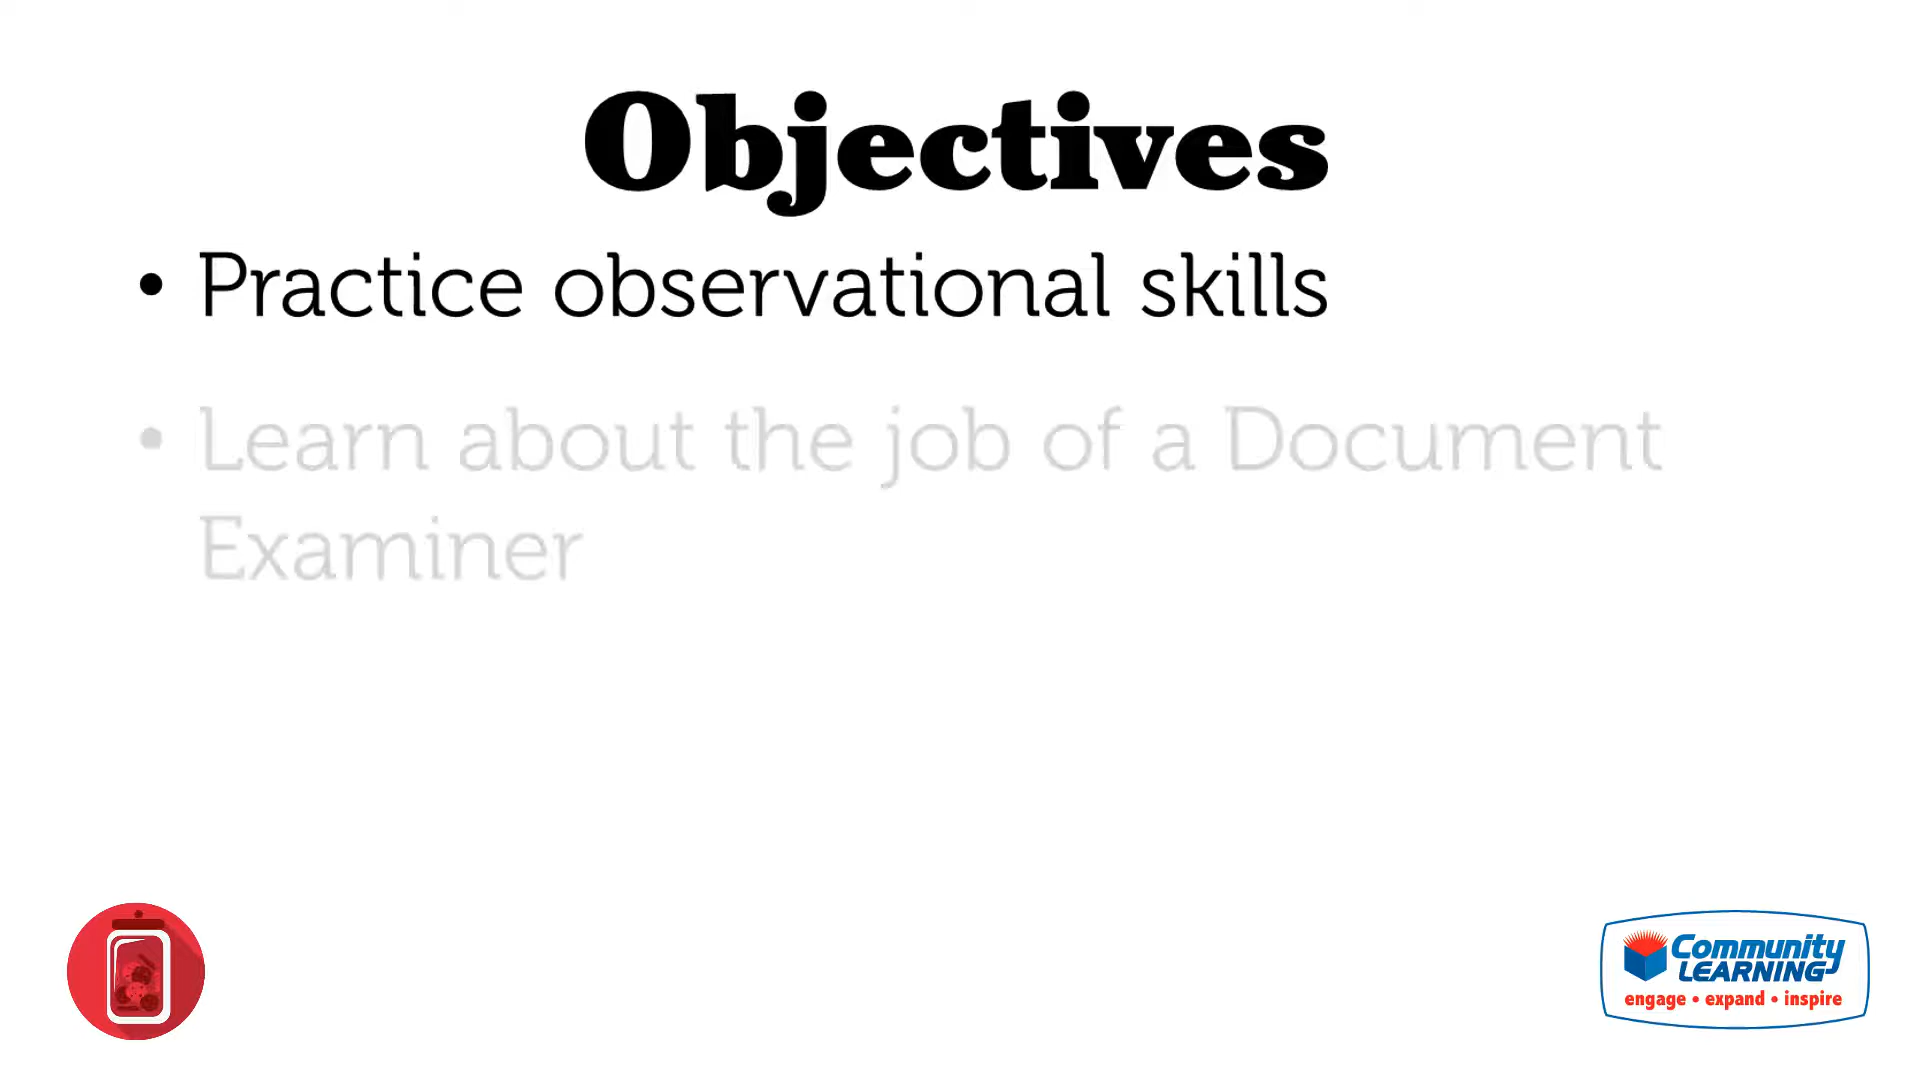 Objectives
• Practice observational skills
• Learn about the job of a Document
Examiner
Community
LEARNING
engage • expand • inspire